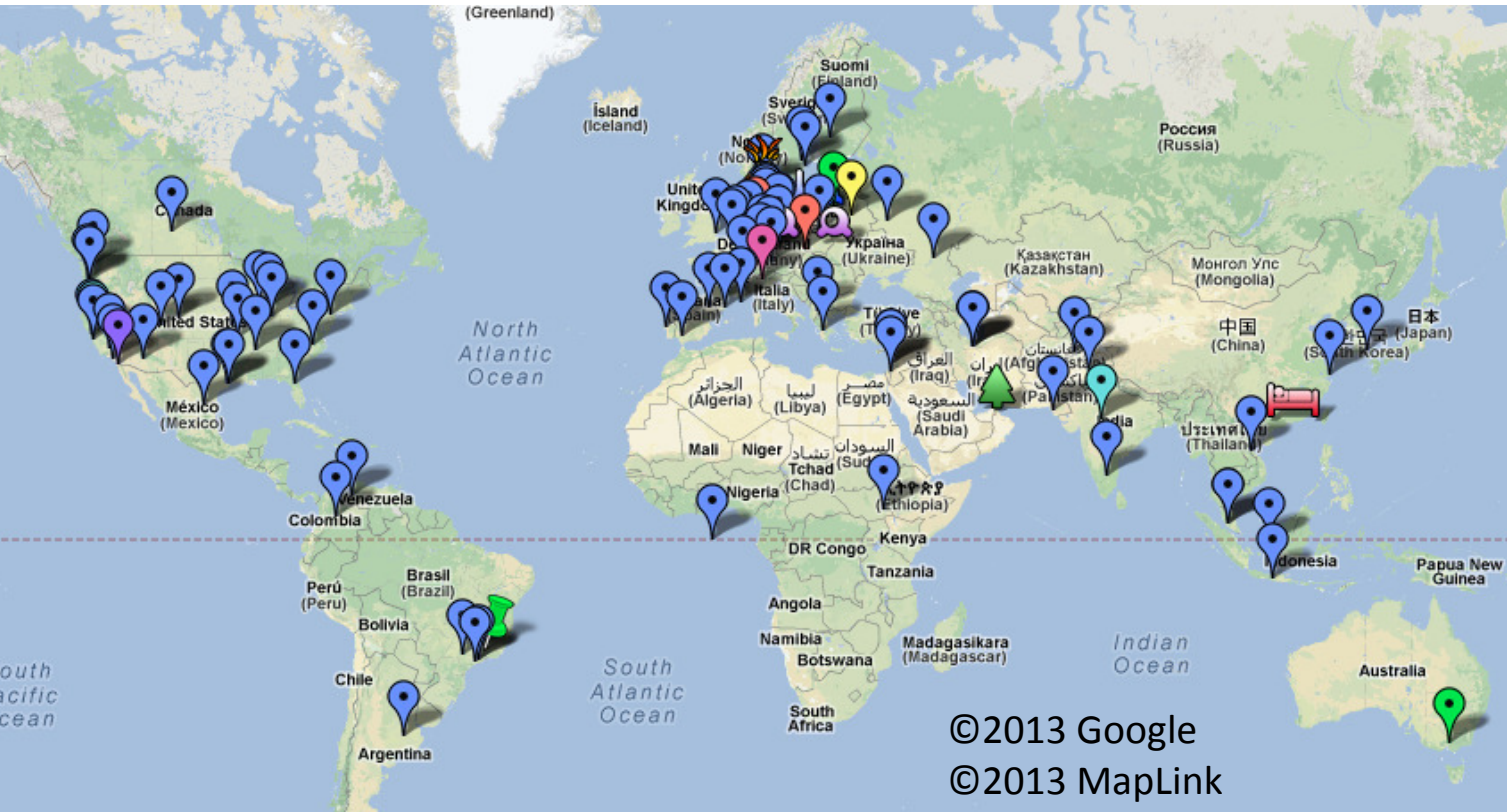 (Greenland)
Suomi
(Finland)
Ísland
(Iceland)
Россия
(Russia)
Canada
Україна
(Ukraine)
Қазақстан
(Kazakhstan)
Монгол Улс
(Mongolia)
Italia
(Italy)
North
Atlantic
Ocean
中国
(China)
日本
(Japan)
العراق
(Iraq)
México
(Mexico)
الجزائر
(Algeria)
ليبيا
(Libya)
مصر
(Egypt)
السعودية
(Saudi
Arabia)
(Thailand)
Mali
Niger
تشاد
Tchad
(Chad)
السودان
Nigeria
(Ethiopia)
Venezuela
Colombia
DR Congo
Kenya
Tanzania
Indonesia
Papua New
Guinea
Perú
(Peru)
Brasil
(Brazil)
Bolivia
Angola
Namibia
Botswana
Madagasikara
(Madagascar)
Indian
Ocean
Australia
Chile
South
Atlantic
Ocean
South
Africa
Argentina
©2013 Google
©2013 MapLink